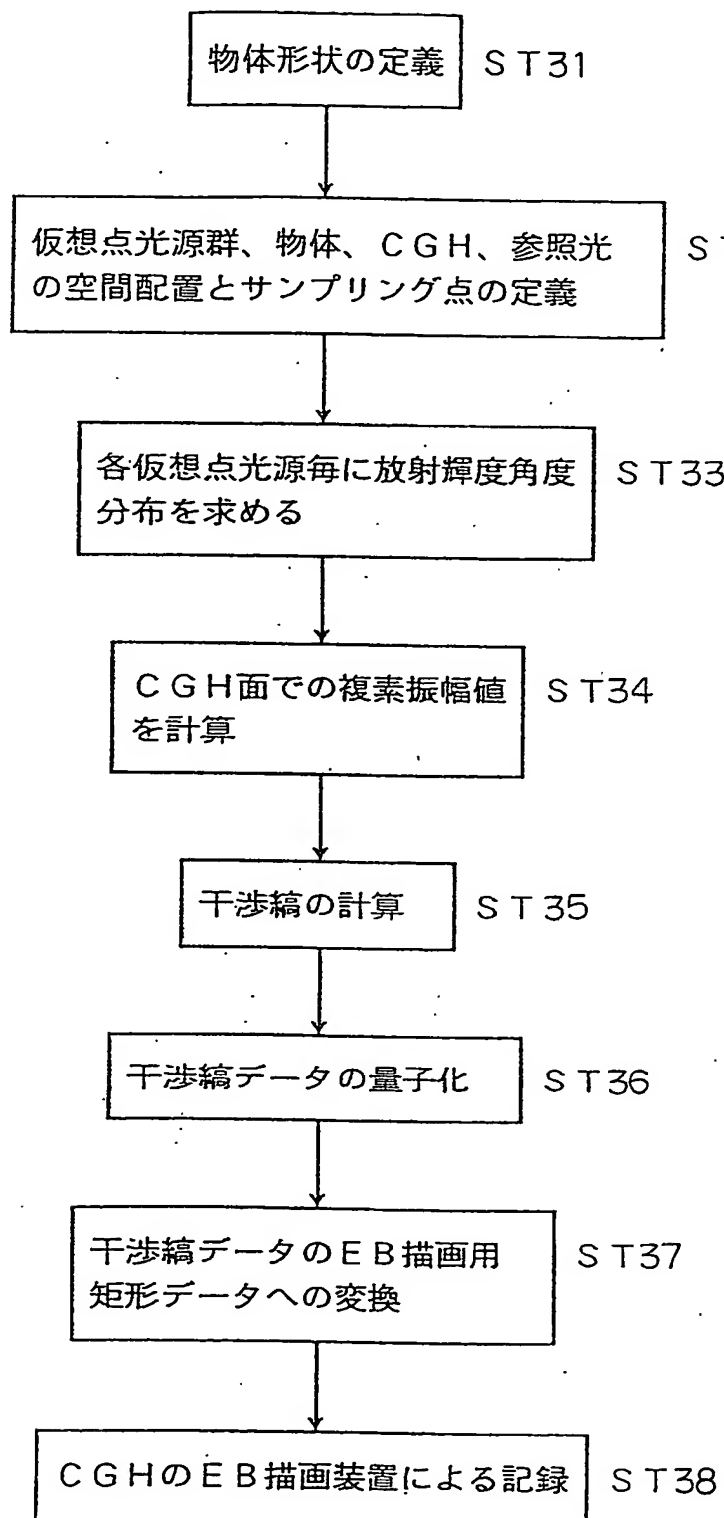 物体形状の定義 ＳＴ31
仮想点光源群、物体、ＣＧＨ、参照光
の空間配置とサンプリング点の定義
各仮想点光源毎に放射輝度角度 ＳＴ33
分布を求める
ＣＧＨ面での複素振幅値 ＳＴ34
を計算
干渉縞の計算 ＳＴ35
干渉縞データの量子化 ＳＴ36
干渉縞データのＥＢ描画用 ＳＴ37
矩形データへの変換
ＣＧＨのＥＢ描画装置による記録 ＳＴ38